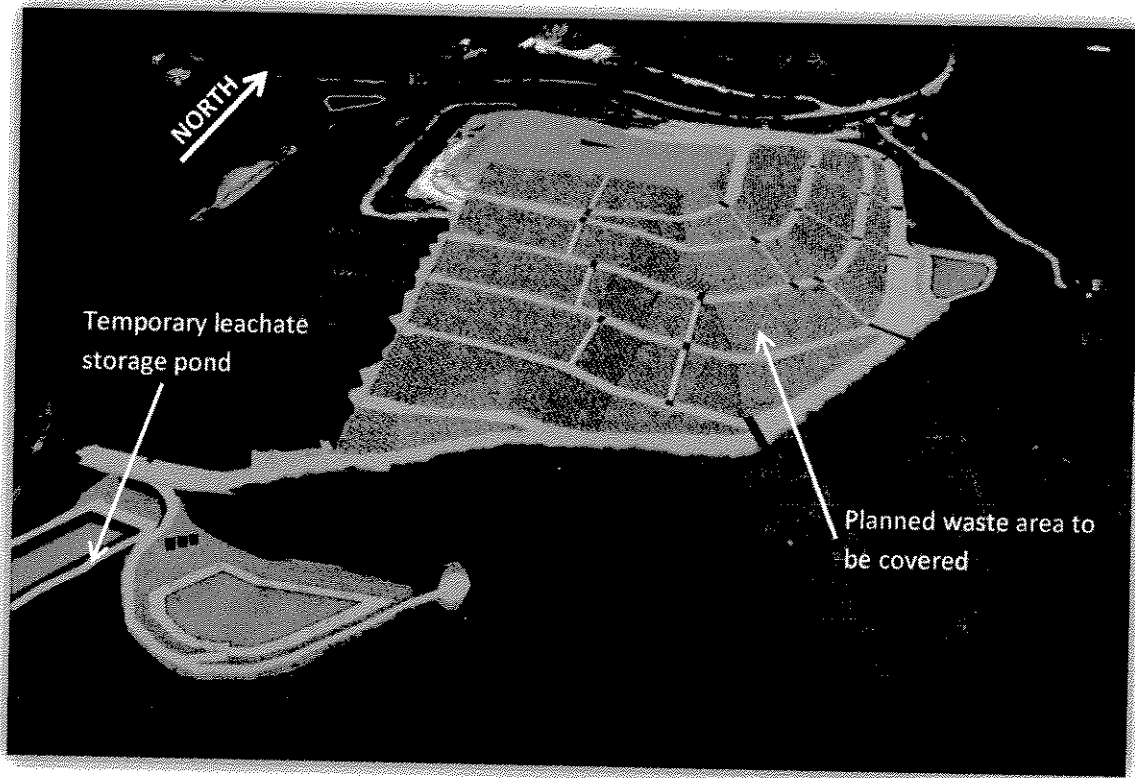 NORTH
Temporary leachate
storage pond
Planned waste area to
be covered